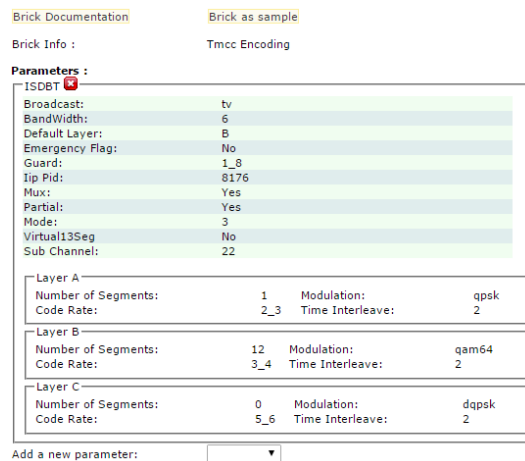 Brick Documentation Brick as sample
Brick Info : Tmcc Encoding
Parameters :
ISDBT
Broadcast: tv
BandWidth: 6
Default Layer: B
Emergency Flag: No
Guard: 1_8
Iip Pid: 8176
Mux: Yes
Partial: Yes
Mode: 3
Virtual13Seg No
Sub Channel: 22
Layer A
Number of Segments: 1 Modulation: qpsk
Code Rate: 2_3 Time Interleave: 2
Layer B
Number of Segments: 12 Modulation: qam64
Code Rate: 3_4 Time Interleave: 2
Layer C
Number of Segments: 0 Modulation: dqpsk
Code Rate: 5_6 Time Interleave: 2
Add a new parameter: